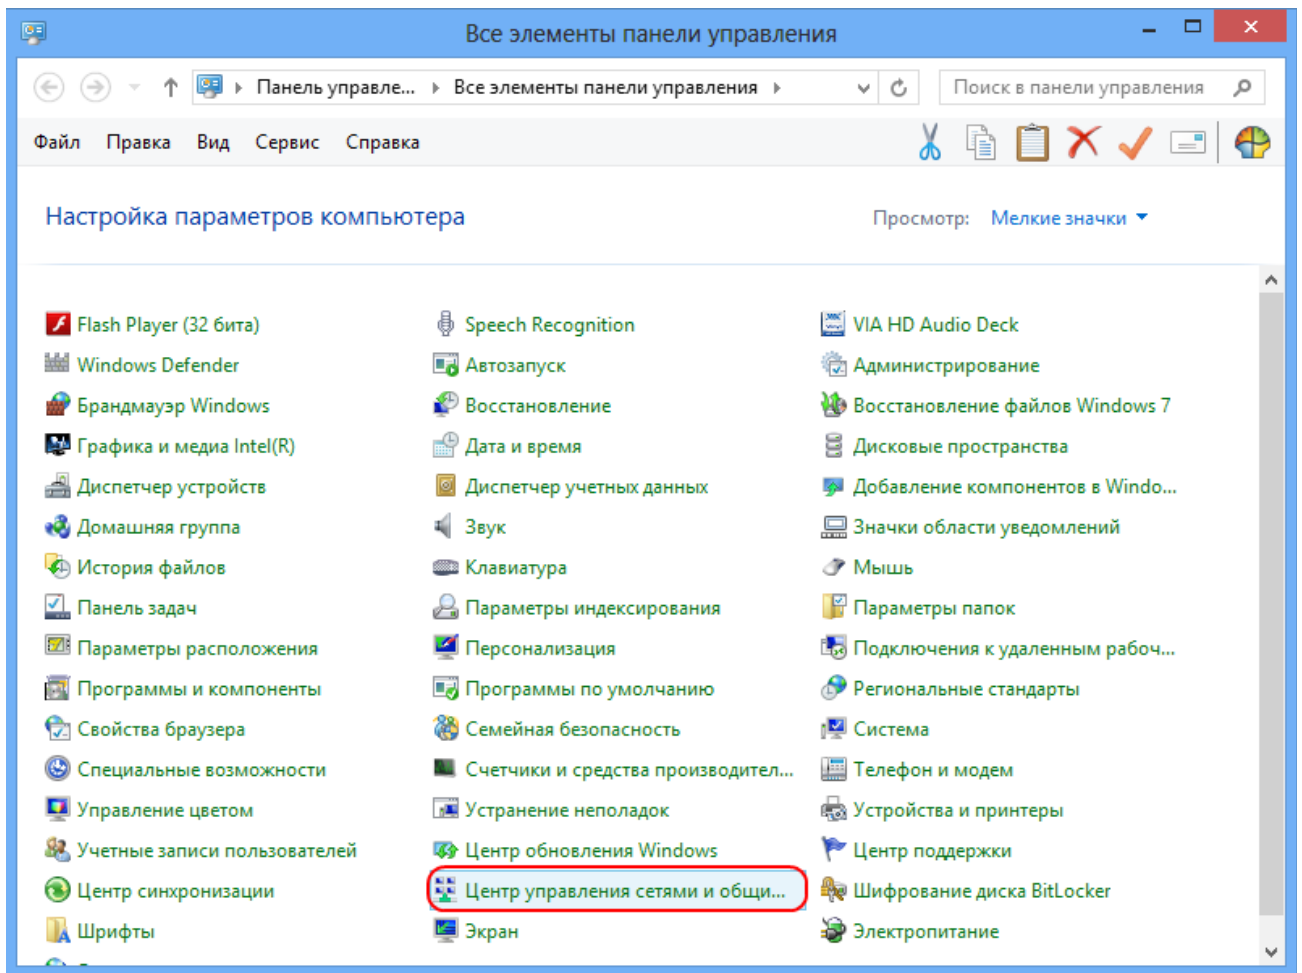 Все элементы панели управления
Панель управле... Все элементы панели управления Поиск в панели управления
Файл Правка Вид Сервис Справка
Настройка параметров компьютера Просмотр: Мелкие значки
Flash Player (32 бита) Speech Recognition VIA HD Audio Deck
Windows Defender Автозапуск Администрирование
Брандмауэр Windows Восстановление Восстановление файлов Windows 7
Графика и медиа Intel(R) Дата и время Дисковые пространства
Диспетчер устройств Диспетчер учетных данных Добавление компонентов в Windo...
Домашняя группа Звук Значки области уведомлений
История файлов Клавиатура Мышь
Панель задач Параметры индексирования Параметры папок
Параметры расположения Персонализация Подключения к удаленным рабоч...
Программы и компоненты Программы по умолчанию Региональные стандарты
Свойства браузера Семейная безопасность Система
Специальные возможности Счетчики и средства производител... Телефон и модем
Управление цветом Устранение неполадок Устройства и принтеры
Учетные записи пользователей Центр обновления Windows Центр поддержки
Центр синхронизации Центр управления сетями и общи... Шифрование диска BitLocker
Шрифты Экран Электропитание